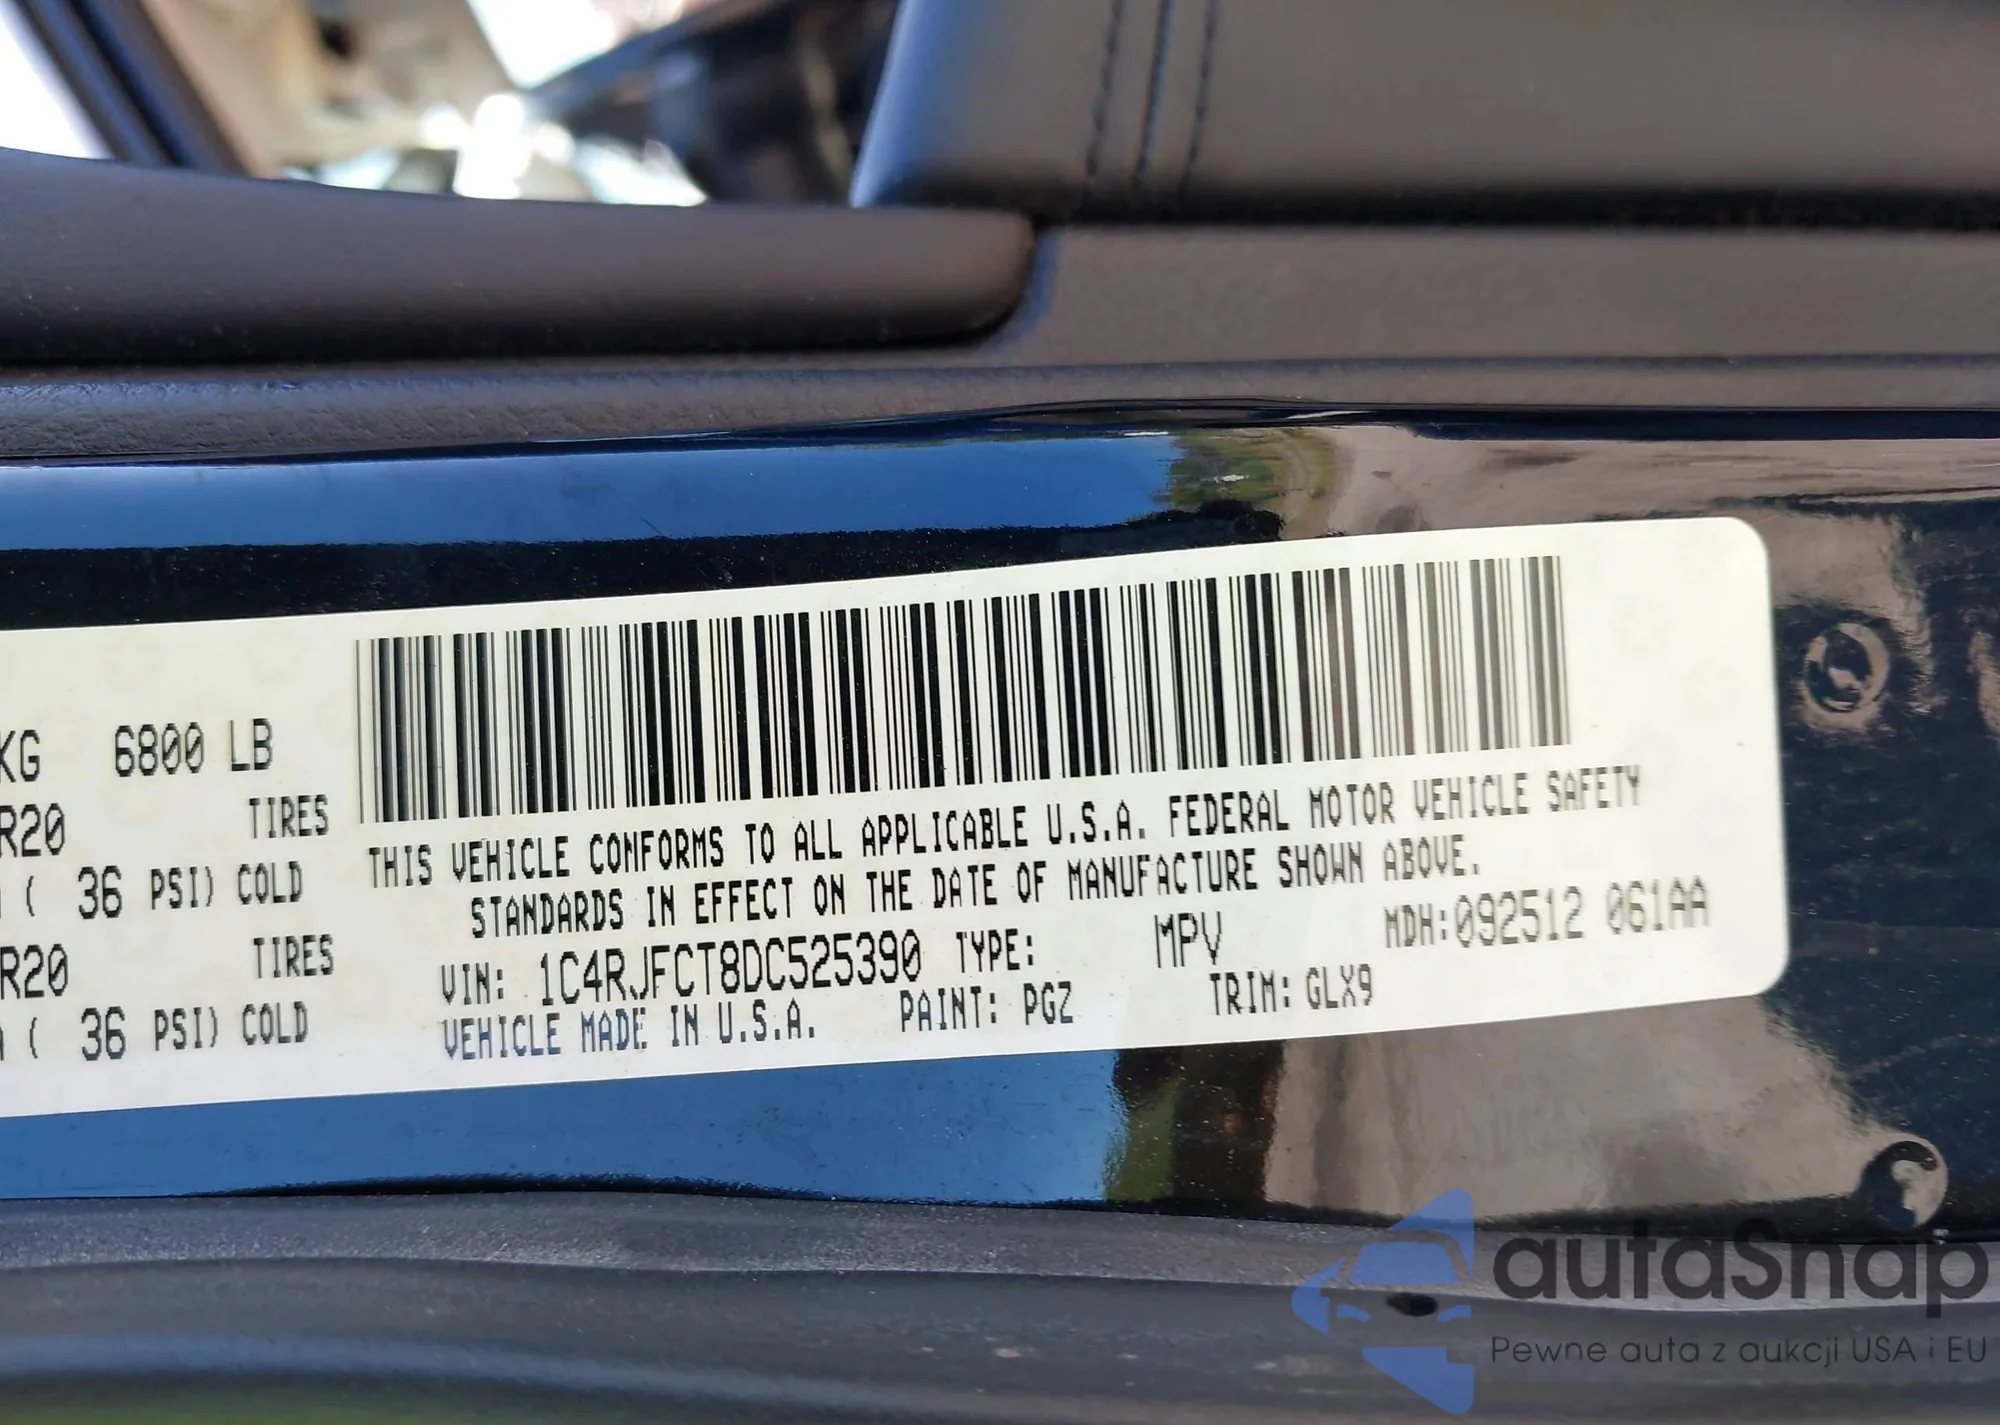 KG 6800 LB
R20 TIRES
( 36 PSI) COLD
R20 TIRES
( 36 PSI) COLD
THIS VEHICLE CONFORMS TO ALL APPLICABLE U.S.A. FEDERAL MOTOR VEHICLE SAFETY
STANDARDS IN EFFECT ON THE DATE OF MANUFACTURE SHOWN ABOVE.
VIN: 1C4RJFCT8DC525390 TYPE: MPV MDH:092512 061AA
VEHICLE MADE IN U.S.A. PAINT: PGZ TRIM: GLX9
autaSnap
Pewne auta z aukcji USA i EU